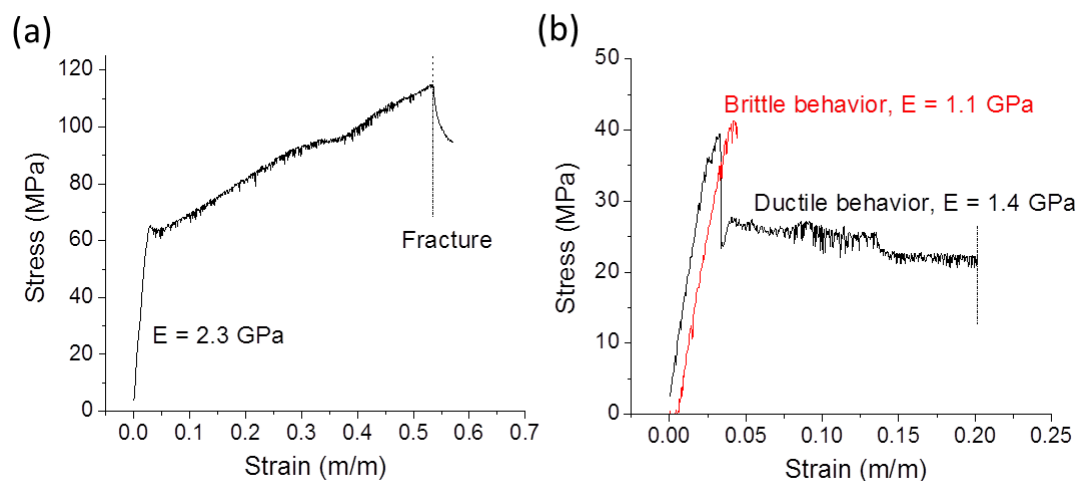 (a)
120
100
80
60
40
20
0
Stress (MPa)
Fracture
E = 2.3 GPa
0.0 0.1 0.2 0.3 0.4 0.5 0.6 0.7
Strain (m/m)
(b)
50
40
30
20
10
0
Stress (MPa)
Brittle behavior, E = 1.1 GPa
Ductile behavior, E = 1.4 GPa
0.00 0.05 0.10 0.15 0.20 0.25
Strain (m/m)